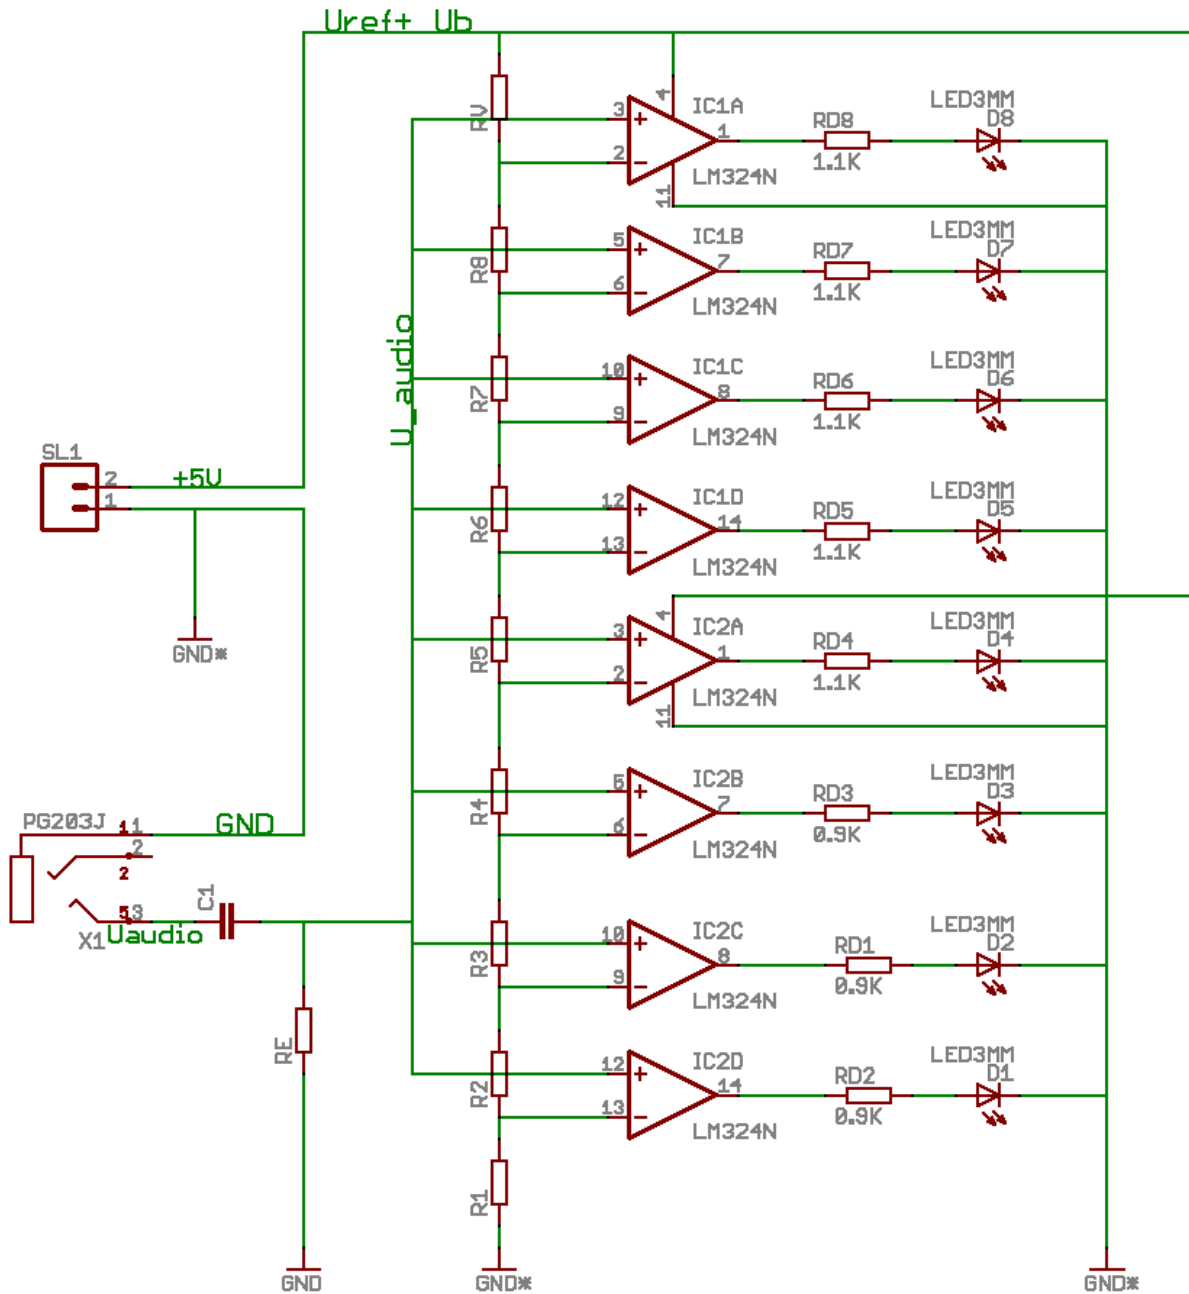 Uref+ Ub
RV
4
3
2
1
11
IC1A
LM324N
RD8
1.1K
LED3MM
D8
R8
5
6
7
IC1B
LM324N
RD7
1.1K
LED3MM
D7
U_audio
R7
10
9
8
IC1C
LM324N
RD6
1.1K
LED3MM
D6
SL1
2
1
+5V
GND*
R6
12
13
14
IC1D
LM324N
RD5
1.1K
LED3MM
D5
R5
4
3
2
1
11
IC2A
LM324N
RD4
1.1K
LED3MM
D4
R4
5
6
7
IC2B
LM324N
RD3
0.9K
LED3MM
D3
PG203J
1
1
GND
2
2
5
3
Uaudio
X1
C1
R3
10
9
8
IC2C
LM324N
RD1
0.9K
LED3MM
D2
RE
R2
12
13
14
IC2D
LM324N
RD2
0.9K
LED3MM
D1
R1
GND
GND*
GND*